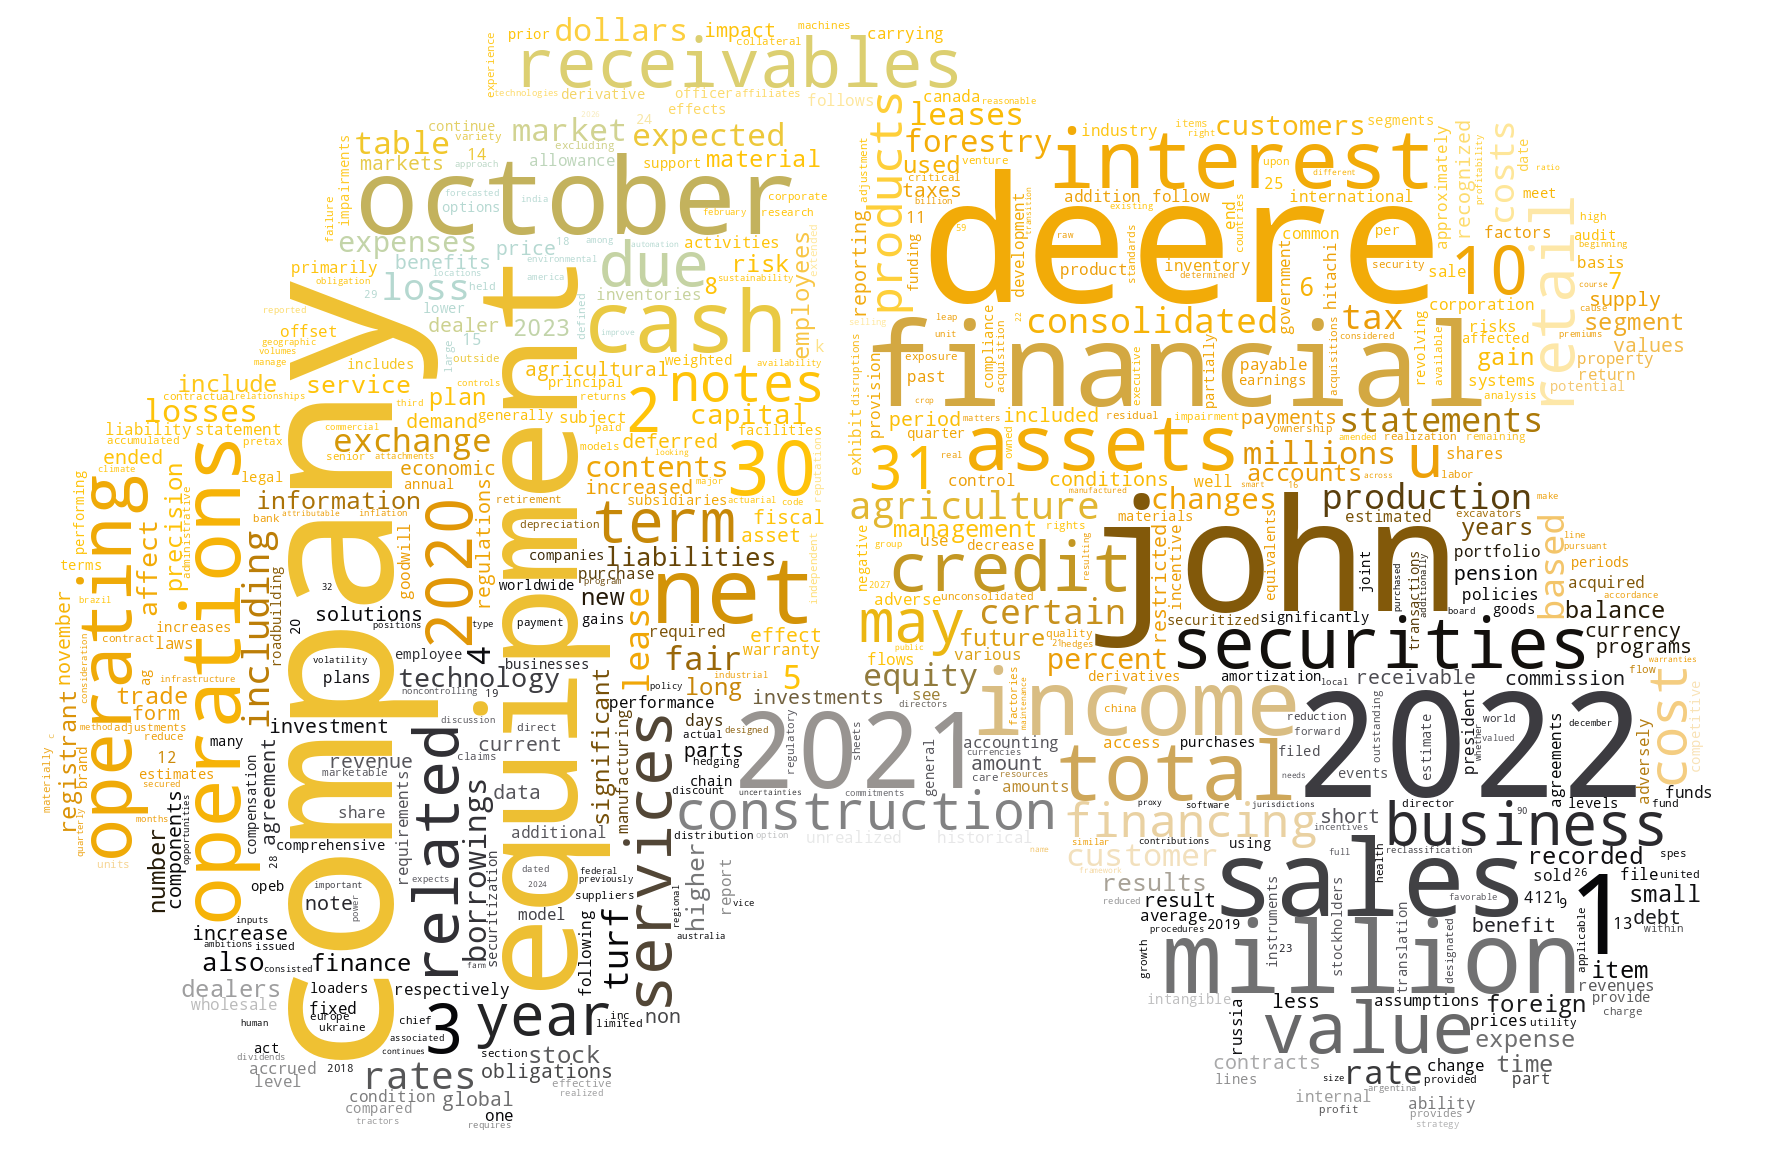 machines
prior dollars impact
collateral carrying
receivables
experience
technologies derivative officer affiliates follows
effects
canada reasonable
continue market expected
2026 24
table variety excluding
leases
industry customers segments
items right
markets 14 approach allowance support material
forestry
interest
impairments
failure
october
forecasted options india
february research corporate
products
used venture
critical
taxes billion
adjustment
addition follow
upon 25 different
international
approximately
recognized
profitability
costs
ratio
date
meet
retail
high
audit
beginning
expenses
benefits price 18 among automation
activities extended
deere
11
funding
59 existing
development
transition
raw
standards
product determined
inventory
common
end
countries
per
security
factors
10
sale
basis
course 7
primarily
obligation
locations environmental
loss held america
due risk
sustainability
employees
reporting
government
6
hitachi
corporation
cause supply
29
reported
lower
inventories 8
offset
geographic
volumes
manage
dealer 2023 defined
15
large
outside
improve
cash
k
selling
leap
unit
22
consolidated tax
considered
revolving
risks
affected
premiums
segment
values
includes
agricultural weighted availability
financial
disruptions
exposure
past
compliance
acquisition
acquisitions
executive
partially
payable
earnings
available
gain
systems
analysis
property
return
potential
include
contractual relationships
service
controls
plan principal returns
notes
losses
third
2
capital
crop
provision
period
matters
included residual impairment
payments
ownership
statements
liability statement
accumulated pretax
commercial
demand generally subject paid
facilities
exhibit
quarter
owned
amended realization remaining
ended
climate
exchange
senior attachments
models
deferred
looking
30
reputation
31
real
assets
millions u
shares
legal
economic
annual
contents
increased major
control conditions well
smart
accounts across labor
operating
operations
company
equipment
performing
precision
administrative
affect
information
bank attributable inflation
2020
retirement
subsidiaries actuarial code
term fiscal
asset
agriculture
manufactured
changes 16
production
make
management
rights
materials
estimated excavators
years
line
pursuant
based
including
roadbuilding
regulations
goodwill
depreciation
companies liabilities
group
use decrease
resulting
negative
credit
john
equivalents
incentive
restricted
joint
purchased
additionally
transactions
portfolio
periods
pension
acquired
accordance
terms
brazil
32
worldwide purchase program
new
net
independent
2027
adverse unconsolidated
policies
board goods
balance
november
increases
contract
laws
20
solutions positions
type payment
gains
lease
required
effect
warranty
may
certain
securitized significantly
currency
programs
consideration
infrastructure
volatility
plans
employee 4 businesses
fair
industrial
future quality
21 hedges
various
public
flows
securities
flow warranties
registrant
ag
trade
technology
noncontrolling 19
policy
long 5
equity
percent
derivatives
amortization local receivable commission
form
method adjustments
reduce
investment discussion direct
performance investments see directors
income
factories
maintenance
china
reduction
forward
outstanding
world
valued
december
cost
competitive
materially c
brand
many
12
current
claims
significant
manufacturing
days
actual designed
2021
regulatory
sheets
accounting
currencies
access purchases filed
2022
estimate
president
whether
agreements
adversely
estimates
secured
agreement
revenue
marketable
related
data
parts
hedging
chain
discount uncertainties commitments
general
amount
care resources
amounts
total
needs events
quarterly
months
opportunities
components
compensation
share
requirements
borrowings
additional
services
construction
proxy software jurisdictions
director levels fund funds
units
number
28
comprehensive
securitization
distribution option unrealized historical
financing
incentives short 90
business
name
similar contributions using
full
health
reclassification
opeb
important
note power
expects
dated
2024
federal
previously
suppliers
higher
report
regional
vice
customer
framework
results
reduced
sales
recorded spes
sold 26 file united
inputs
increase
ambitions issued
model
turf
australia
result
average 2019
procedures
instruments
23
stockholders
translation
designated
favorable
benefit
4121 9
1
applicable
small
13 debt
within
also consisted finance
farm
following
growth
million
item
revenues
dealers
wholesale
loaders respectively
fixed
europe
ukraine
year
inc
limited non
intangible
russia
less assumptions foreign provide
charge
human
chief
3
associated
continues
section
stock
value
prices utility
expense
act
dividends
accrued
level
2018
rates
obligations
effective
realized
contracts
lines
size
rate
argentina
change
provided
time
part
condition
compared
tractors
global
one
requires
internal
profit
ability
provides
strategy